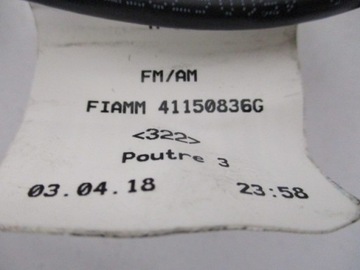 FM/AM
FIAMM 41150836G
<322>
Poutre 3
03.04.18 23:58